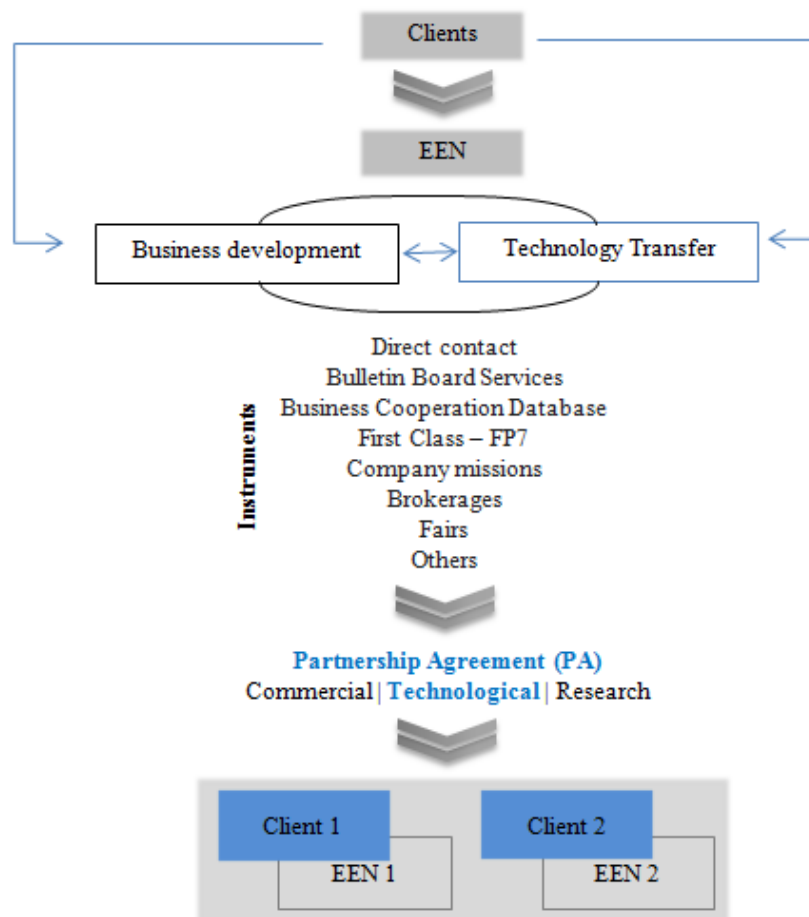 Clients
EEN
Business development
Technology Transfer
Instruments
Direct contact
Bulletin Board Services
Business Cooperation Database
First Class – FP7
Company missions
Brokerages
Fairs
Others
Partnership Agreement (PA)
Commercial | Technological | Research
Client 1
Client 2
EEN 1
EEN 2